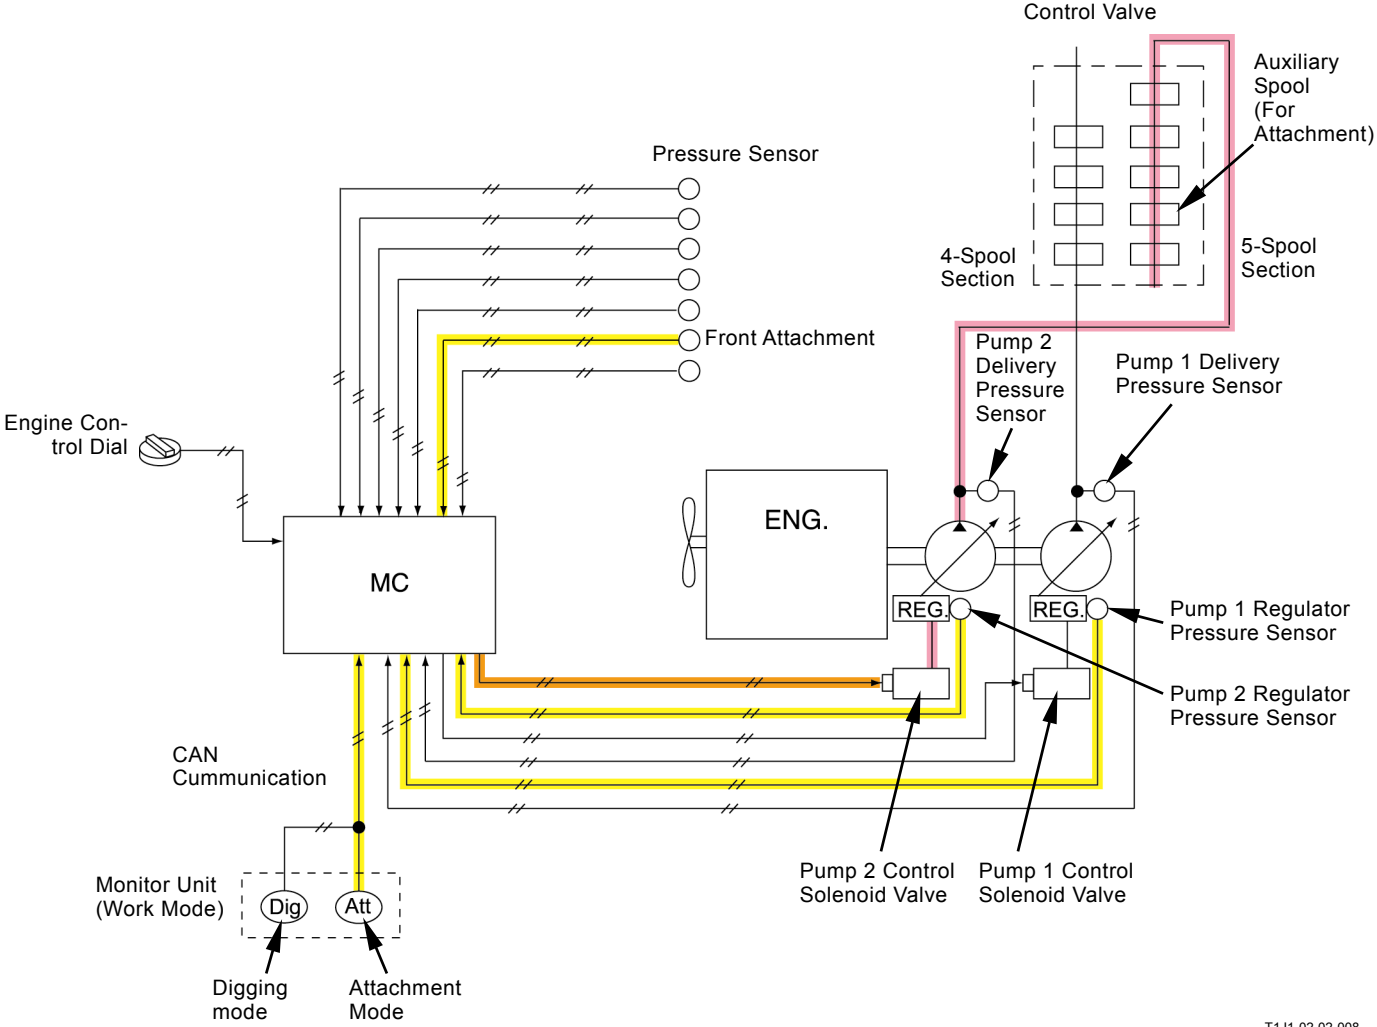 Control Valve
Auxiliary
Spool
(For
Attachment)
Pressure Sensor
4-Spool
Section
5-Spool
Section
Front Attachment
Pump 2
Delivery
Pressure
Sensor
Pump 1 Delivery
Pressure Sensor
Engine Con-
trol Dial
ENG.
MC
REG.
REG.
Pump 1 Regulator
Pressure Sensor
Pump 2 Regulator
Pressure Sensor
CAN
Cummunication
Pump 2 Control
Solenoid Valve
Pump 1 Control
Solenoid Valve
Monitor Unit
(Work Mode)
Dig
Att
Digging
mode
Attachment
Mode